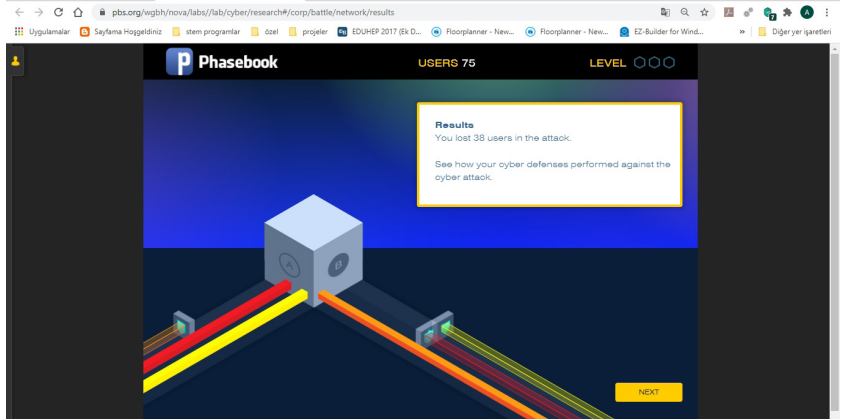 pbs.org/wgbh/nova/labs//lab/cyber/research#/corp/battle/network/results
Uygulamalar
Sayfama Hoşgeldiniz
stem programlar
özel
projeler
EDUHEP 2017 (Ek D...
Floorplanner - New...
Floorplanner - New...
EZ-Builder for Wind...
»
Diğer yer işaretleri
p Phasebook
USERS 75
LEVEL
Results
You lost 38 users in the attack.
See how your cyber defenses performed against the
cyber attack.
A
B
NEXT